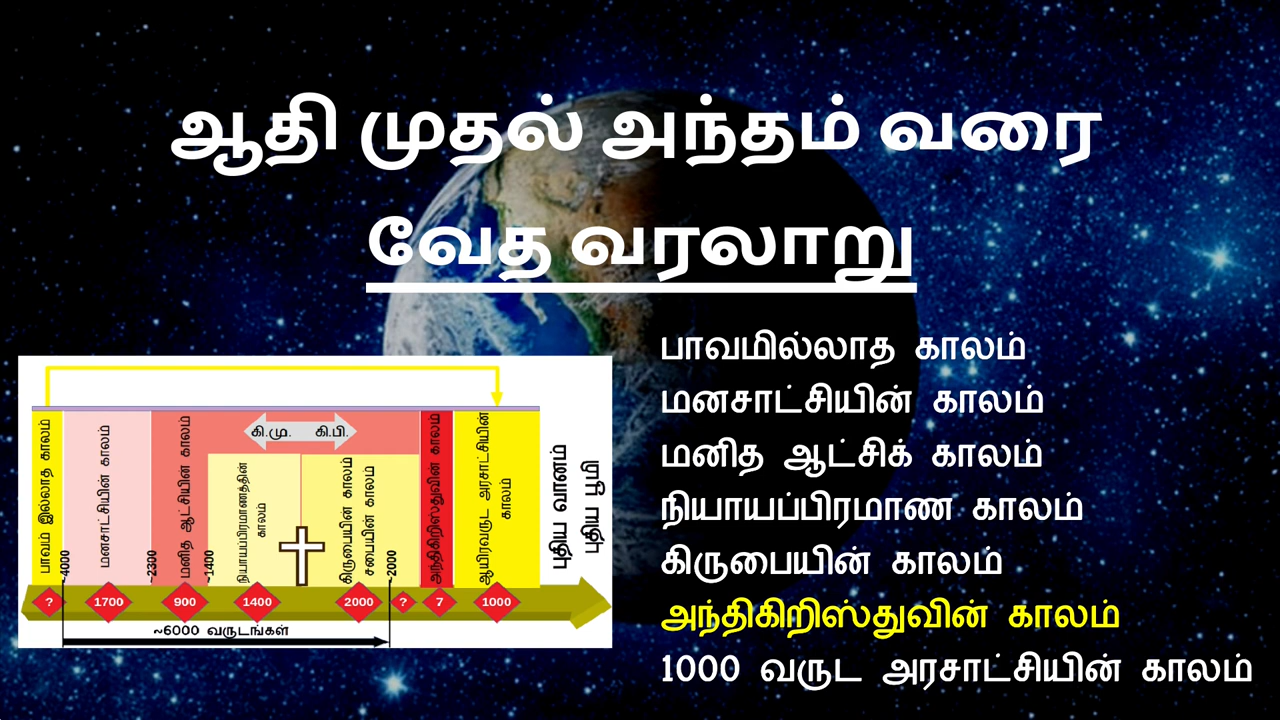 ஆதி முதல் அந்தம் வரை
வேத வரலாறு
பாவமில்லாத காலம்
மனசாட்சியின் காலம்
மனித ஆட்சிக் காலம்
நியாயப்பிரமாண காலம்
கிருபையின் காலம்
அந்திகிறிஸ்துவின் காலம்
1000 வருட அரசாட்சியின் காலம்
கி.மு. கி.பி.
பாவம் இல்லாத காலம்
மனசாட்சியின் காலம்
மனித ஆட்சியின் காலம்
நியாயப்பிரமாணத்தின்
காலம்
கிருபையின் காலம்
சபையின் காலம்
அந்திகிறிஸ்துவின் காலம்
ஆயிரவருட அரசாட்சியின்
காலம்
புதிய வானம்
புதிய பூமி
~4000
~2300
~1400
~2000
? 1700 900 1400 2000 ? 7 1000
~6000 வருடங்கள்